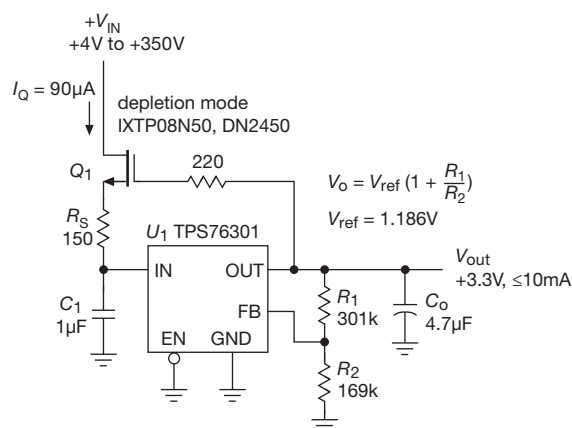 +VIN
+4V to +350V
IQ = 90µA
depletion mode
IXTP08N50, DN2450
Q1
220
Vo = Vref (1 + R1/R2)
Vref = 1.186V
RS
150
U1 TPS76301
IN
OUT
FB
EN
GND
C1
1µF
R1
301k
R2
169k
Co
4.7µF
Vout
+3.3V, ≤10mA